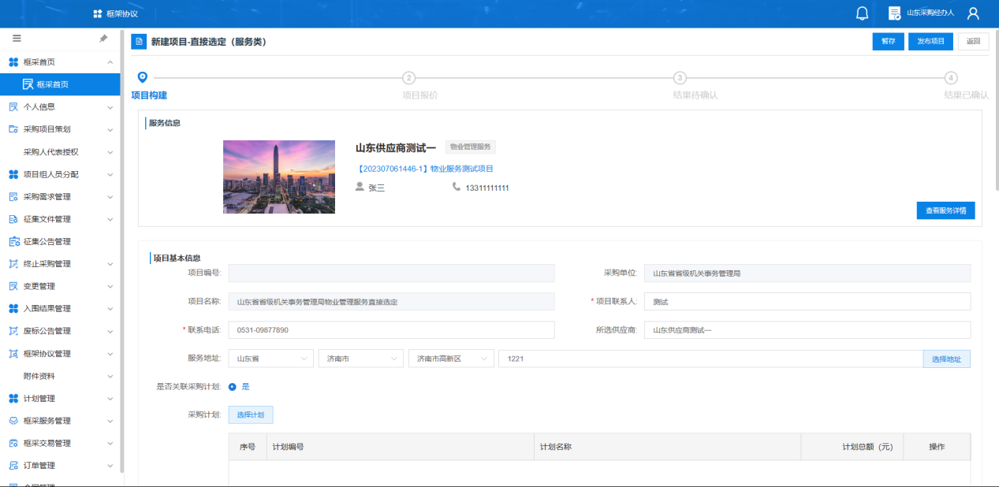 框架协议
山东采购经办人
新建项目-直接选定（服务类）
暂存
发布项目
返回
框采首页
框采首页
个人信息
采购项目策划
采购人代表授权
项目组人员分配
采购需求管理
征集文件管理
征集公告管理
终止采购管理
变更管理
入围结果管理
废标公告管理
框架协议管理
附件资料
计划管理
框采服务管理
框采交易管理
订单管理
2
3
4
项目构建
项目报价
结果待确认
结果已确认
服务信息
山东供应商测试一
物业管理服务
【202307061446-1】物业服务测试项目
张三
13311111111
查看服务详情
项目基本信息
项目编号:
采购单位:
山东省省级机关事务管理局
项目名称:
山东省省级机关事务管理局物业管理服务直接选定
* 项目联系人:
测试
* 联系电话:
0531-09877890
所选供应商:
山东供应商测试一
服务地址:
山东省
济南市
济南市高新区
1221
选择地址
是否关联采购计划:
是
采购计划:
选择计划
序号
计划编号
计划名称
计划总额（元）
操作